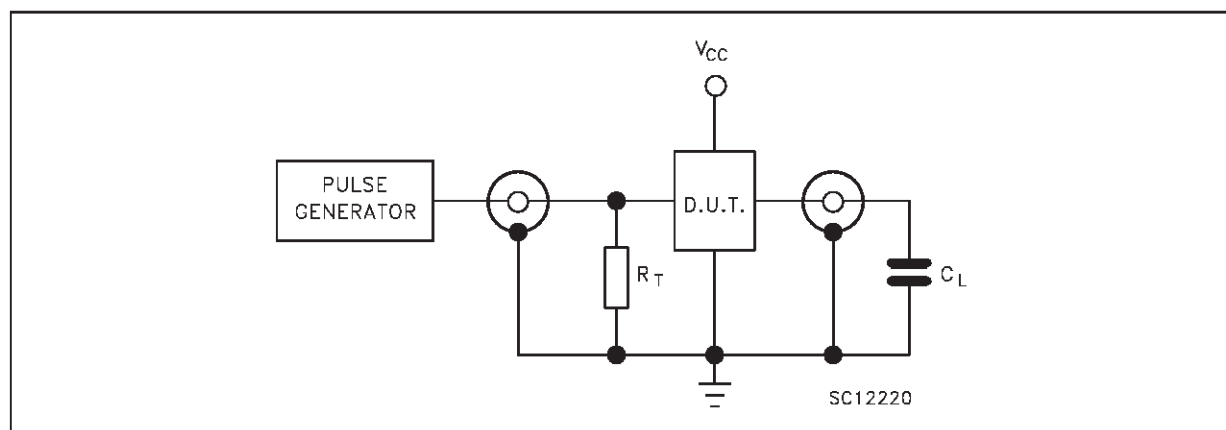 VCC
PULSE
GENERATOR
D.U.T.
RT
CL
SC12220